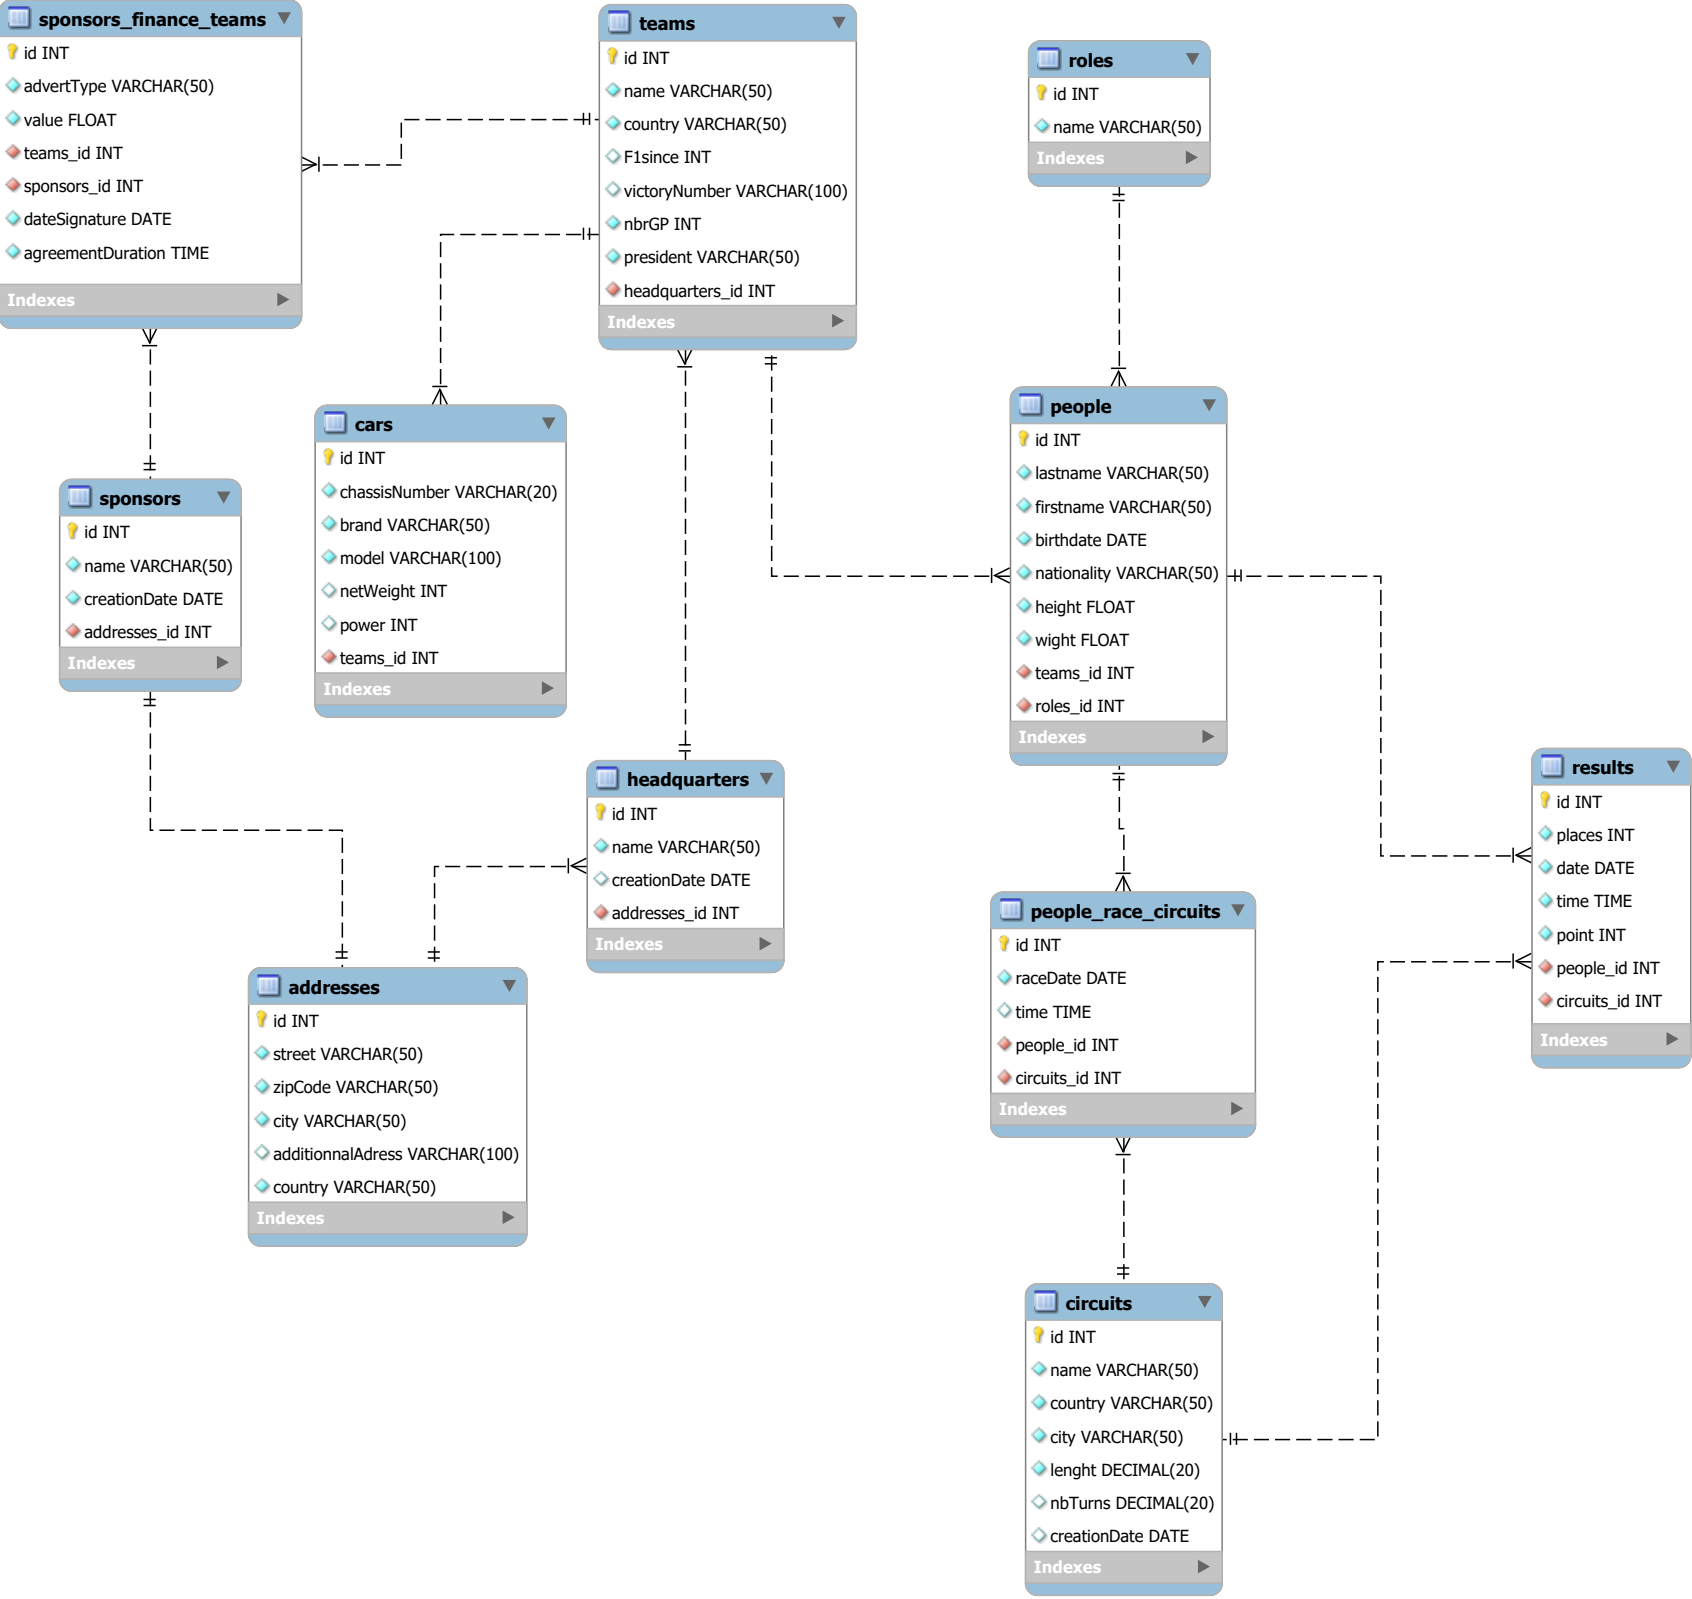 sponsors_finance_teams
id INT
advertType VARCHAR(50)
value FLOAT
teams_id INT
sponsors_id INT
dateSignature DATE
agreementDuration TIME
Indexes
teams
id INT
name VARCHAR(50)
country VARCHAR(50)
F1since INT
victoryNumber VARCHAR(100)
nbrGP INT
president VARCHAR(50)
headquarters_id INT
Indexes
roles
id INT
name VARCHAR(50)
Indexes
cars
id INT
chassisNumber VARCHAR(20)
brand VARCHAR(50)
model VARCHAR(100)
netWeight INT
power INT
teams_id INT
Indexes
people
id INT
lastname VARCHAR(50)
firstname VARCHAR(50)
birthdate DATE
nationality VARCHAR(50)
height FLOAT
wight FLOAT
teams_id INT
roles_id INT
Indexes
sponsors
id INT
name VARCHAR(50)
creationDate DATE
addresses_id INT
Indexes
headquarters
id INT
name VARCHAR(50)
creationDate DATE
addresses_id INT
Indexes
results
id INT
places INT
date DATE
time TIME
point INT
people_id INT
circuits_id INT
Indexes
people_race_circuits
id INT
raceDate DATE
time TIME
people_id INT
circuits_id INT
Indexes
addresses
id INT
street VARCHAR(50)
zipCode VARCHAR(50)
city VARCHAR(50)
additionnalAdress VARCHAR(100)
country VARCHAR(50)
Indexes
circuits
id INT
name VARCHAR(50)
country VARCHAR(50)
city VARCHAR(50)
lenght DECIMAL(20)
nbTurns DECIMAL(20)
creationDate DATE
Indexes